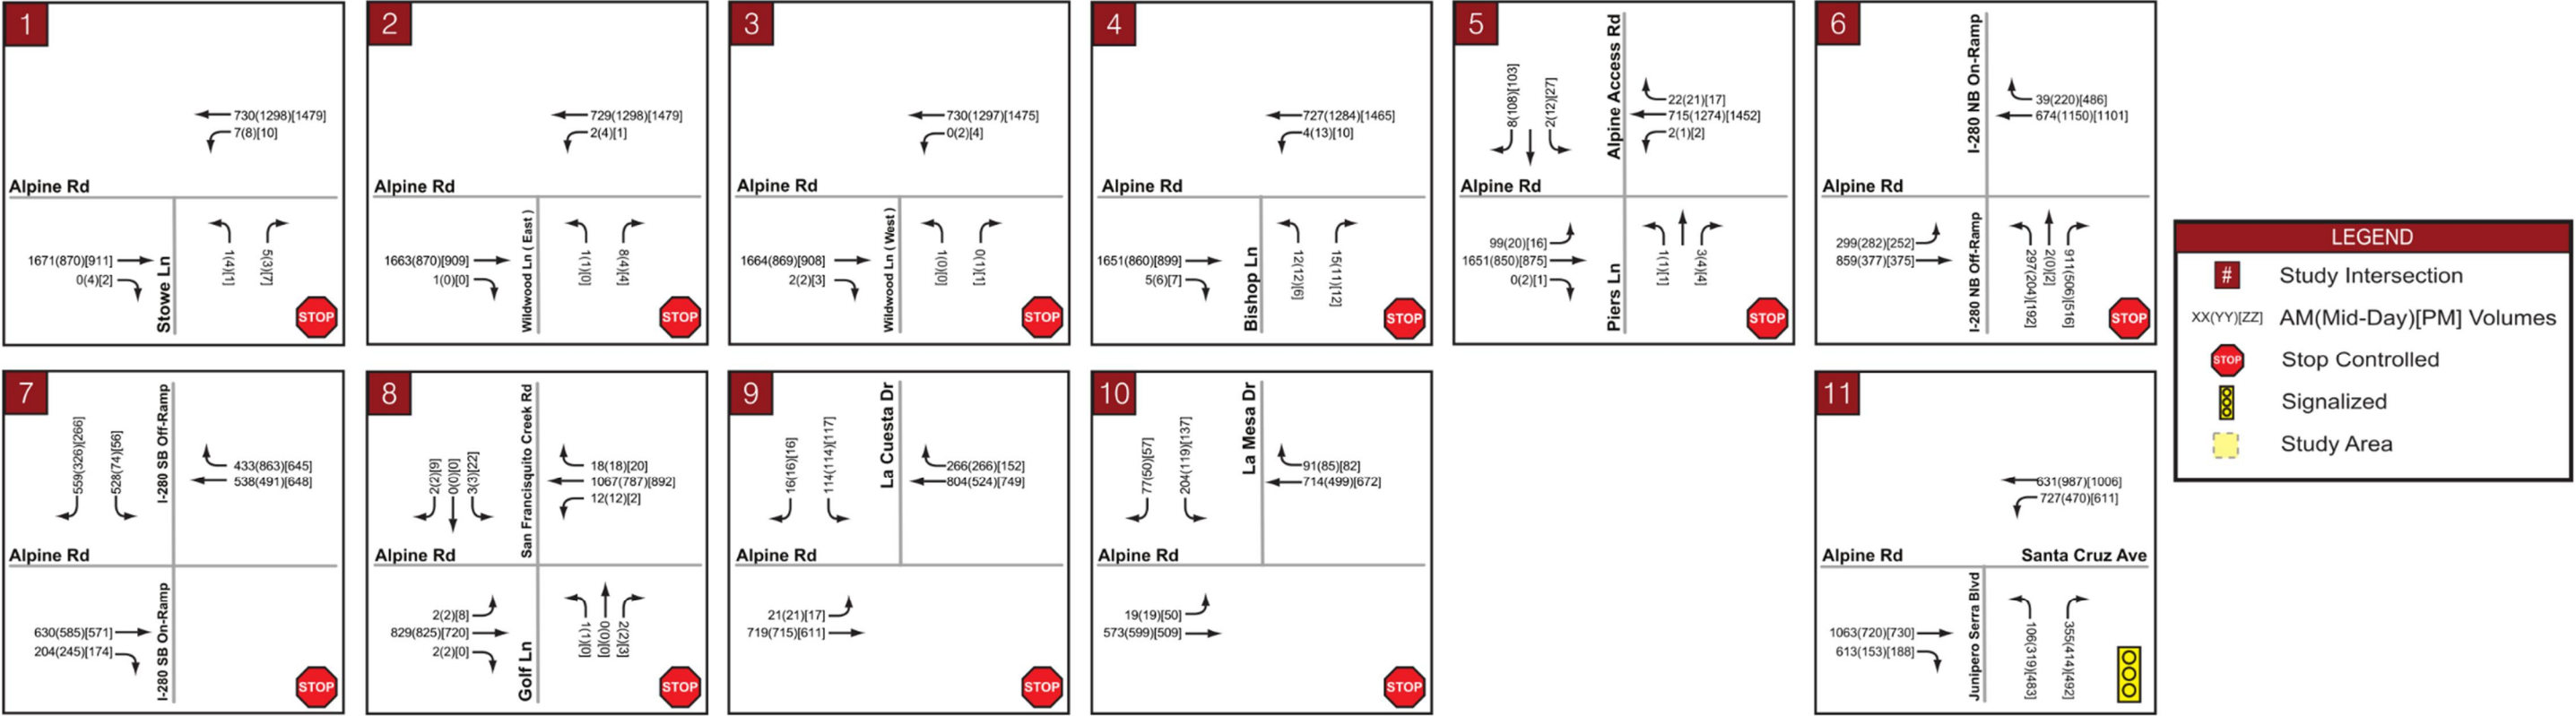 1
730(1298)[1479]
7(8)[10]
Alpine Rd
1671(870)[911]
0(4)[2]
Stowe Ln
1(4)[1]
5(3)[7]
STOP
2
729(1298)[1479]
2(4)[1]
Alpine Rd
1663(870)[909]
1(0)[0]
Wildwood Ln ( East )
1(1)[0]
8(4)[4]
STOP
3
730(1297)[1475]
0(2)[4]
Alpine Rd
1664(869)[908]
2(2)[3]
Wildwood Ln ( West )
1(0)[0]
0(1)[1]
STOP
4
727(1284)[1465]
4(13)[10]
Alpine Rd
1651(860)[899]
5(6)[7]
Bishop Ln
12(12)[6]
15(11)[12]
STOP
5
8(108)[103]
2(12)[27]
Alpine Access Rd
22(21)[17]
715(1274)[1452]
2(1)[2]
Alpine Rd
99(20)[16]
1651(850)[875]
0(2)[1]
Piers Ln
1(1)[1]
3(4)[4]
STOP
6
I-280 NB On-Ramp
39(220)[486]
674(1150)[1101]
Alpine Rd
299(282)[252]
859(377)[375]
I-280 NB Off-Ramp
297(204)[192]
2(0)[2]
911(506)[516]
STOP
7
559(326)[266]
528(74)[56]
I-280 SB Off-Ramp
433(863)[645]
538(491)[648]
Alpine Rd
630(585)[571]
204(245)[174]
I-280 SB On-Ramp
STOP
8
2(2)[9]
0(0)[0]
3(3)[22]
San Francisquito Creek Rd
18(18)[20]
1067(787)[892]
12(12)[2]
Alpine Rd
2(2)[8]
829(825)[720]
2(2)[0]
Golf Ln
1(1)[0]
0(0)[0]
2(2)[3]
STOP
9
16(16)[16]
114(114)[117]
La Cuesta Dr
266(266)[152]
804(524)[749]
Alpine Rd
21(21)[17]
719(715)[611]
STOP
10
77(50)[57]
204(119)[137]
La Mesa Dr
91(85)[82]
714(499)[672]
Alpine Rd
19(19)[50]
573(599)[509]
STOP
11
631(987)[1006]
727(470)[611]
Alpine Rd
Santa Cruz Ave
1063(720)[730]
613(153)[188]
Junipero Serra Blvd
106(319)[483]
355(414)[492]
LEGEND
# Study Intersection
XX(YY)[ZZ] AM(Mid-Day)[PM] Volumes
STOP Stop Controlled
Signalized
Study Area